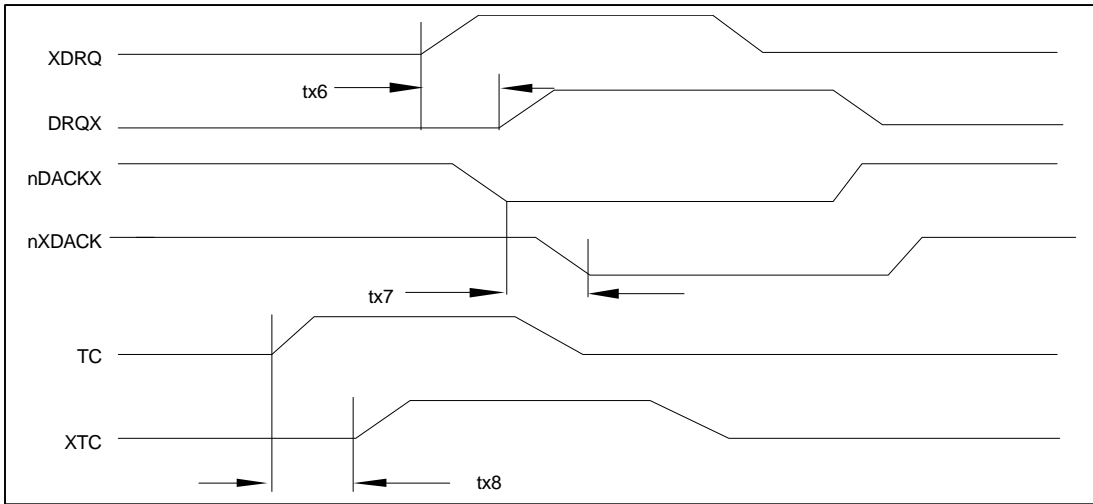 XDRQ
tx6
DRQX
nDACKX
nXDACK
tx7
TC
XTC
tx8